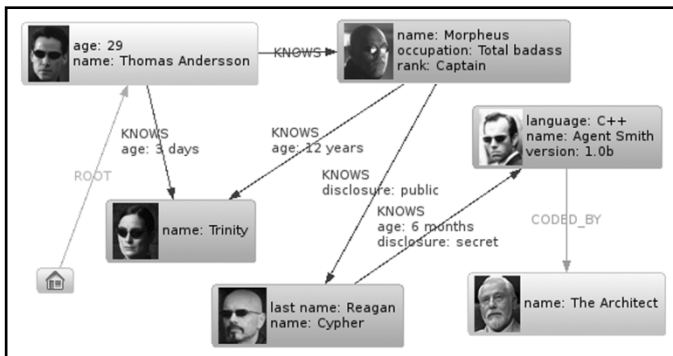 age: 29
name: Thomas Andersson
KNOWS
name: Morpheus
occupation: Total badass
rank: Captain
KNOWS
age: 3 days
KNOWS
age: 12 years
language: C++
name: Agent Smith
version: 1.0b
ROOT
KNOWS
disclosure: public
name: Trinity
KNOWS
age: 6 months
disclosure: secret
CODED_BY
last name: Reagan
name: Cypher
name: The Architect